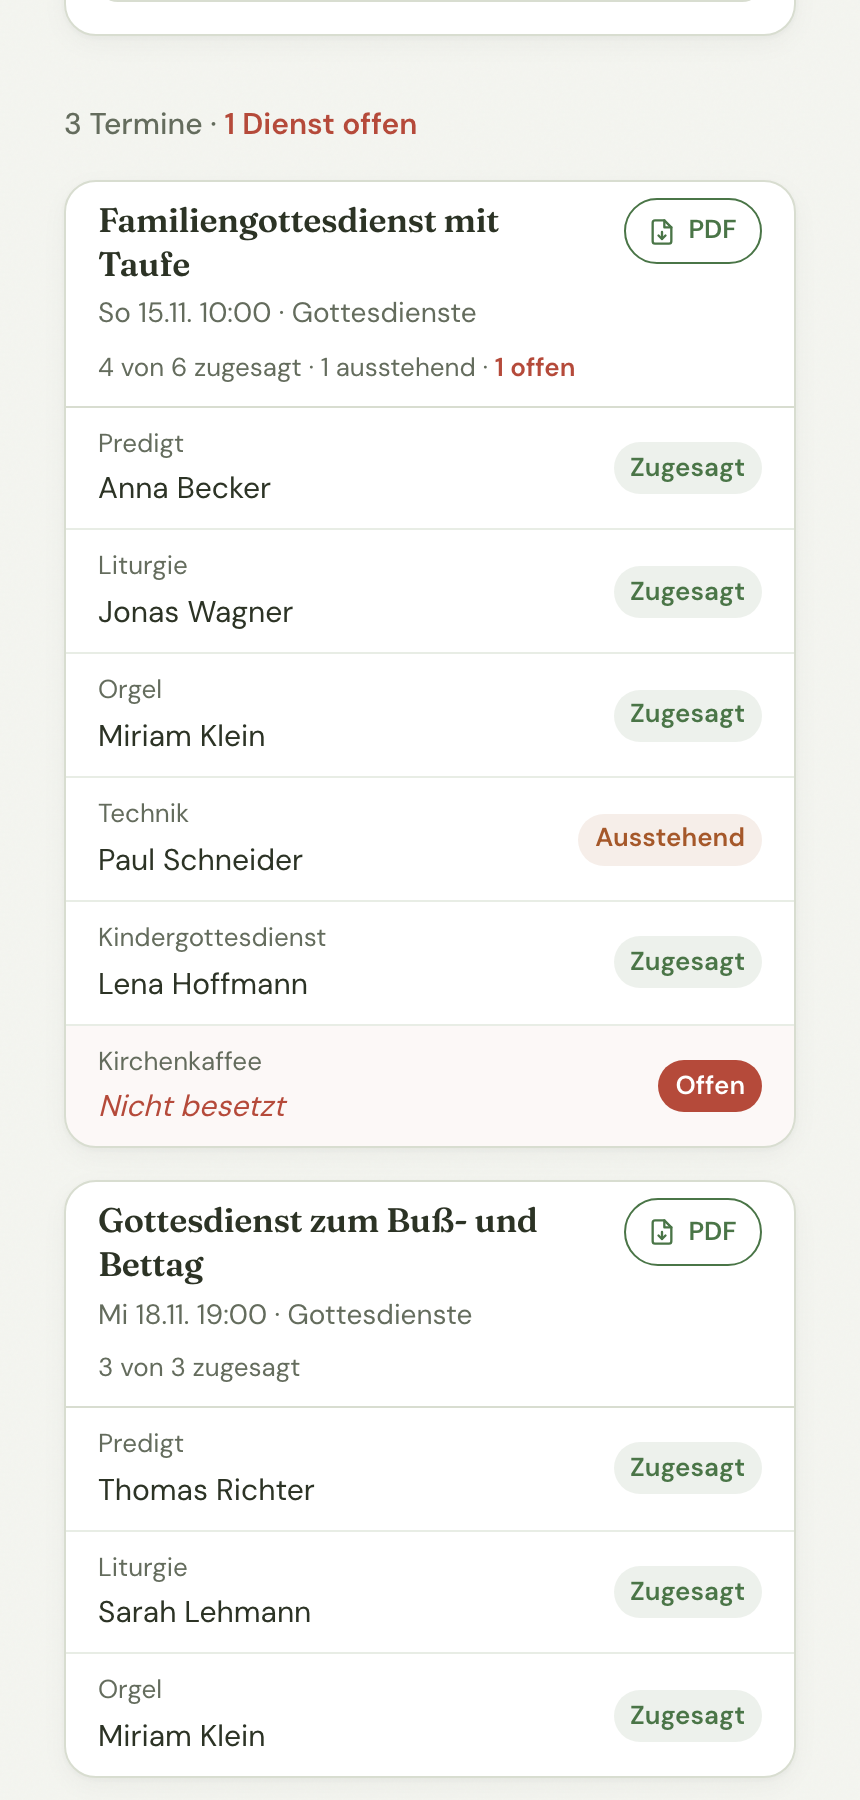 3 Termine · 1 Dienst offen
Familiengottesdienst mit
Taufe
PDF
So 15.11. 10:00 · Gottesdienste
4 von 6 zugesagt · 1 ausstehend · 1 offen
Predigt
Anna Becker
Zugesagt
Liturgie
Jonas Wagner
Zugesagt
Orgel
Miriam Klein
Zugesagt
Technik
Paul Schneider
Ausstehend
Kindergottesdienst
Lena Hoffmann
Zugesagt
Kirchenkaffee
Nicht besetzt
Offen
Gottesdienst zum Buß- und
Bettag
PDF
Mi 18.11. 19:00 · Gottesdienste
3 von 3 zugesagt
Predigt
Thomas Richter
Zugesagt
Liturgie
Sarah Lehmann
Zugesagt
Orgel
Miriam Klein
Zugesagt